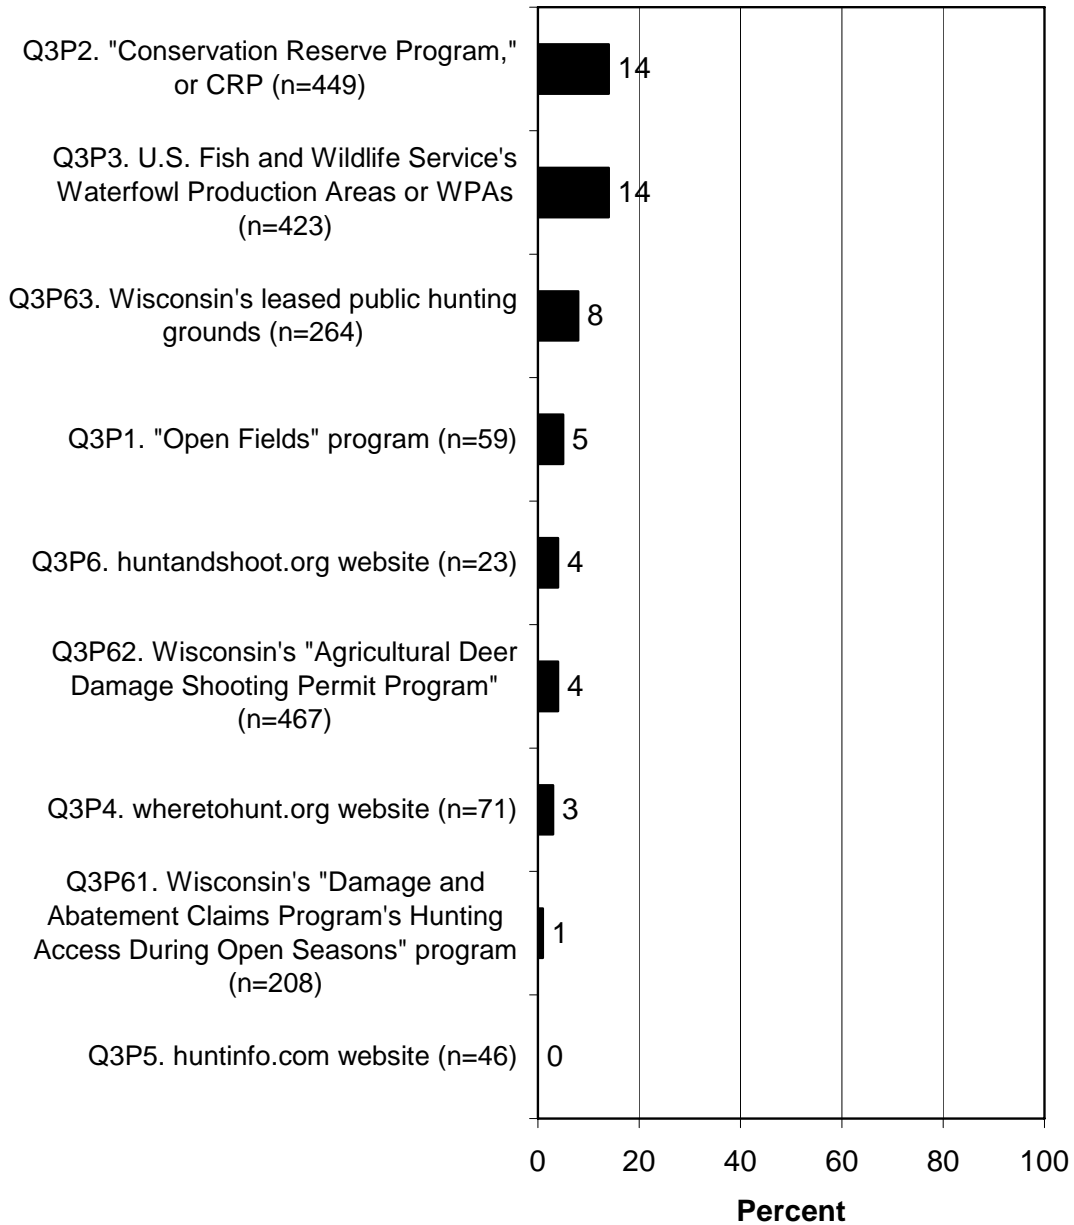 Q3P2. "Conservation Reserve Program,"
or CRP (n=449)
14
Q3P3. U.S. Fish and Wildlife Service's
Waterfowl Production Areas or WPAs
(n=423)
14
Q3P63. Wisconsin's leased public hunting
grounds (n=264)
8
Q3P1. "Open Fields" program (n=59)
5
Q3P6. huntandshoot.org website (n=23)
4
Q3P62. Wisconsin's "Agricultural Deer
Damage Shooting Permit Program"
(n=467)
4
Q3P4. wheretohunt.org website (n=71)
3
Q3P61. Wisconsin's "Damage and
Abatement Claims Program's Hunting
Access During Open Seasons" program
(n=208)
1
Q3P5. huntinfo.com website (n=46)
0
0 20 40 60 80 100
Percent